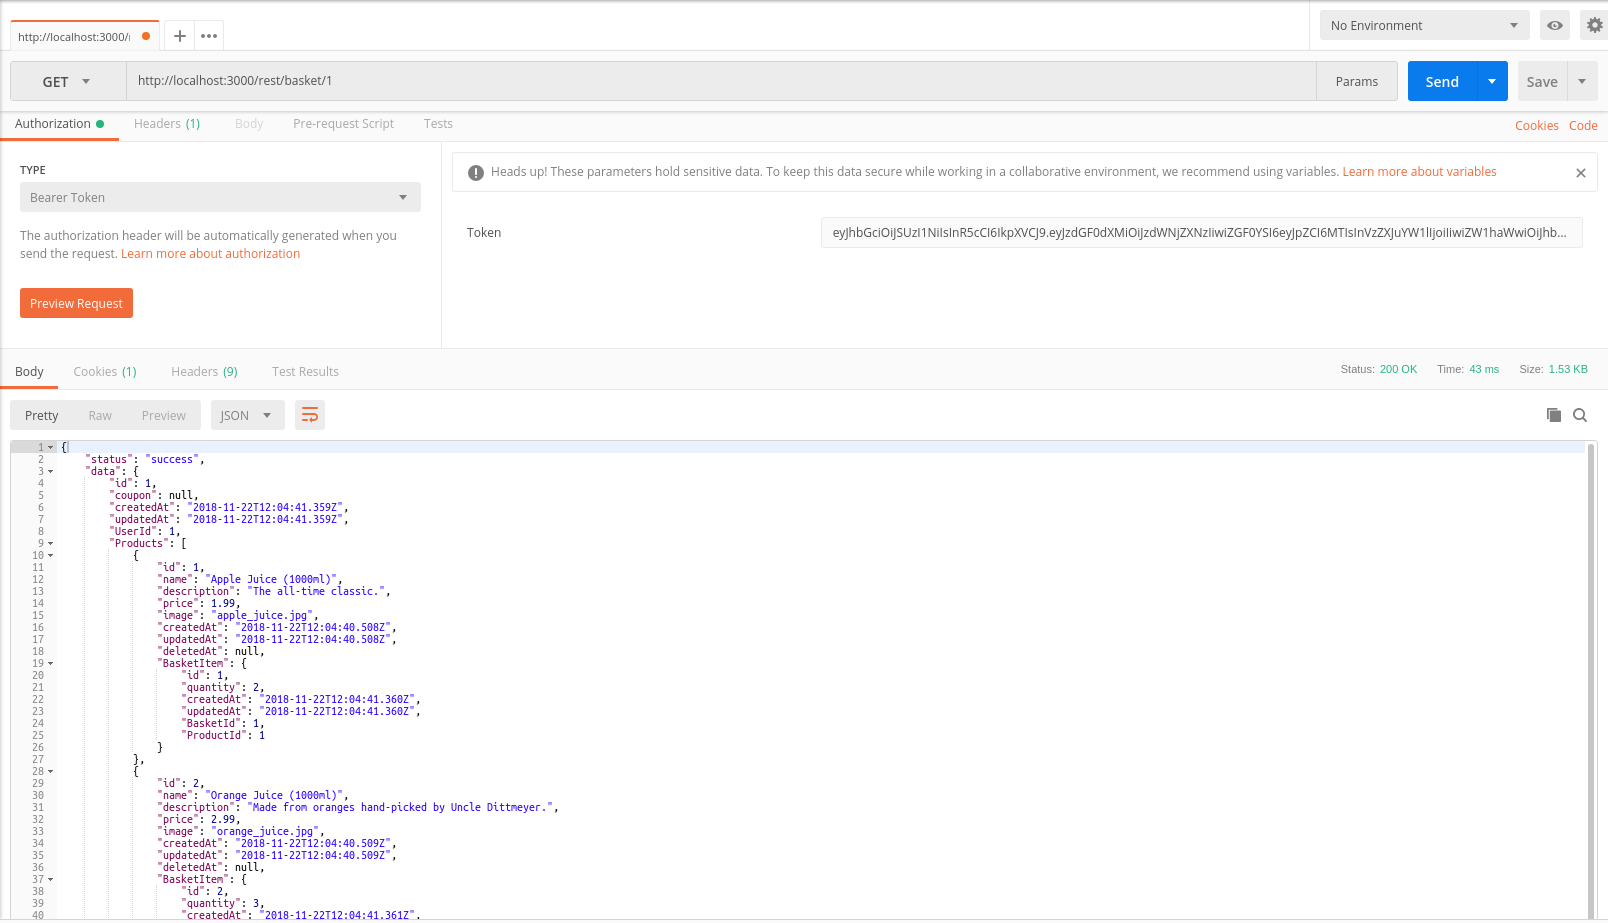 http://localhost:3000/
No Environment
GET
http://localhost:3000/rest/basket/1
Params
Send
Save
Authorization
Headers (1)
Body
Pre-request Script
Tests
Cookies
Code
TYPE
Bearer Token
The authorization header will be automatically generated when you
send the request. Learn more about authorization
Preview Request
Heads up! These parameters hold sensitive data. To keep this data secure while working in a collaborative environment, we recommend using variables. Learn more about variables
Token
eyJhbGciOiJSUzI1NiIsInR5cCI6IkpXVCJ9.eyJzdGF0dXMiOiJzdWNjZXNzIiwiZGF0YSI6eyJpZCI6MTIsInVzZXJuYW1lIjoiIiwiZW1haWwiOiJhb...
Body
Cookies (1)
Headers (9)
Test Results
Status: 200 OK
Time: 43 ms
Size: 1.53 KB
Pretty
Raw
Preview
JSON
1 {
2 "status": "success",
3 "data": {
4 "id": 1,
5 "coupon": null,
6 "createdAt": "2018-11-22T12:04:41.359Z",
7 "updatedAt": "2018-11-22T12:04:41.359Z",
8 "UserId": 1,
9 "Products": [
10 {
11 "id": 1,
12 "name": "Apple Juice (1000ml)",
13 "description": "The all-time classic.",
14 "price": 1.99,
15 "image": "apple_juice.jpg",
16 "createdAt": "2018-11-22T12:04:40.508Z",
17 "updatedAt": "2018-11-22T12:04:40.508Z",
18 "deletedAt": null,
19 "BasketItem": {
20 "id": 1,
21 "quantity": 2,
22 "createdAt": "2018-11-22T12:04:41.360Z",
23 "updatedAt": "2018-11-22T12:04:41.360Z",
24 "BasketId": 1,
25 "ProductId": 1
26 }
27 },
28 {
29 "id": 2,
30 "name": "Orange Juice (1000ml)",
31 "description": "Made from oranges hand-picked by Uncle Dittmeyer.",
32 "price": 2.99,
33 "image": "orange_juice.jpg",
34 "createdAt": "2018-11-22T12:04:40.509Z",
35 "updatedAt": "2018-11-22T12:04:40.509Z",
36 "deletedAt": null,
37 "BasketItem": {
38 "id": 2,
39 "quantity": 3,
40 "createdAt": "2018-11-22T12:04:41.361Z",